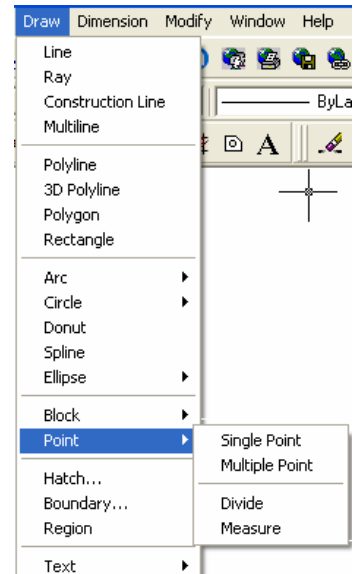 Draw Dimension Modify Window Help
Line
Ray
Construction Line
Multiline
ByLa
A
Polyline
3D Polyline
Polygon
Rectangle
Arc
Circle
Donut
Spline
Ellipse
Block
Point
Single Point
Multiple Point
Hatch...
Boundary...
Divide
Region
Measure
Text